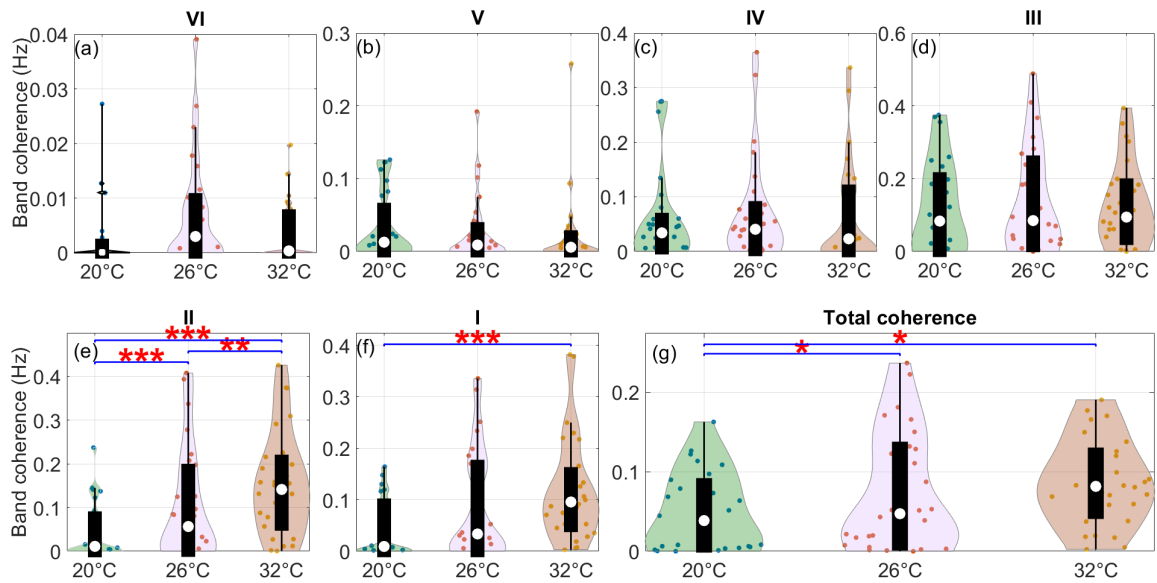 VI V IV III
Band coherence (Hz)
(a) (b) (c) (d)
0.04 0.3 0.4 0.6
0.03 0.3
0.2 0.4
0.02 0.2
0.1 0.2
0.01 0.1
0 0 0 0
20°C 26°C 32°C 20°C 26°C 32°C 20°C 26°C 32°C 20°C 26°C 32°C
II I Total coherence
Band coherence (Hz)
(e) (f) (g)
*** *** *
*** ** *
0.4 0.4
0.3 0.3 0.2
0.2 0.2
0.1
0.1 0.1
0 0 0
20°C 26°C 32°C 20°C 26°C 32°C 20°C 26°C 32°C